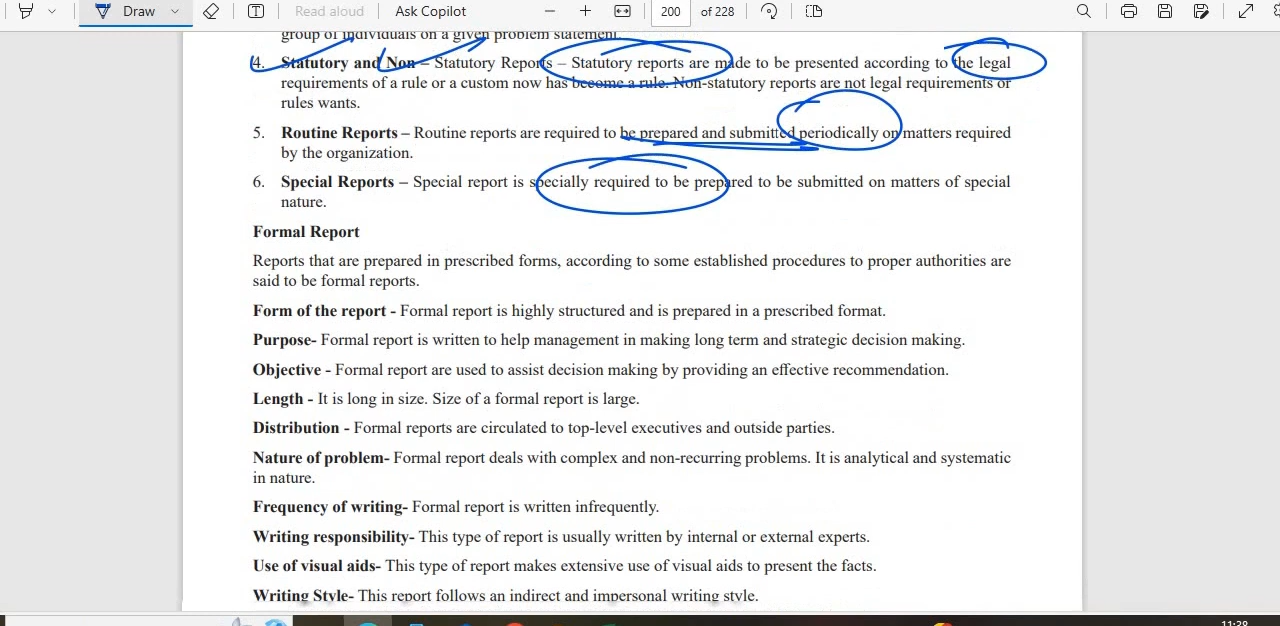 Draw
Read aloud
Ask Copilot
200 of 228
group of individuals on a given problem statement.
4. Statutory and Non – Statutory Reports – Statutory reports are made to be presented according to the legal
requirements of a rule or a custom now has become a rule. Non-statutory reports are not legal requirements or
rules wants.
5. Routine Reports – Routine reports are required to be prepared and submitted periodically on matters required
by the organization.
6. Special Reports – Special report is specially required to be prepared to be submitted on matters of special
nature.
Formal Report
Reports that are prepared in prescribed forms, according to some established procedures to proper authorities are
said to be formal reports.
Form of the report - Formal report is highly structured and is prepared in a prescribed format.
Purpose- Formal report is written to help management in making long term and strategic decision making.
Objective - Formal report are used to assist decision making by providing an effective recommendation.
Length - It is long in size. Size of a formal report is large.
Distribution - Formal reports are circulated to top-level executives and outside parties.
Nature of problem- Formal report deals with complex and non-recurring problems. It is analytical and systematic
in nature.
Frequency of writing- Formal report is written infrequently.
Writing responsibility- This type of report is usually written by internal or external experts.
Use of visual aids- This type of report makes extensive use of visual aids to present the facts.
Writing Style- This report follows an indirect and impersonal writing style.